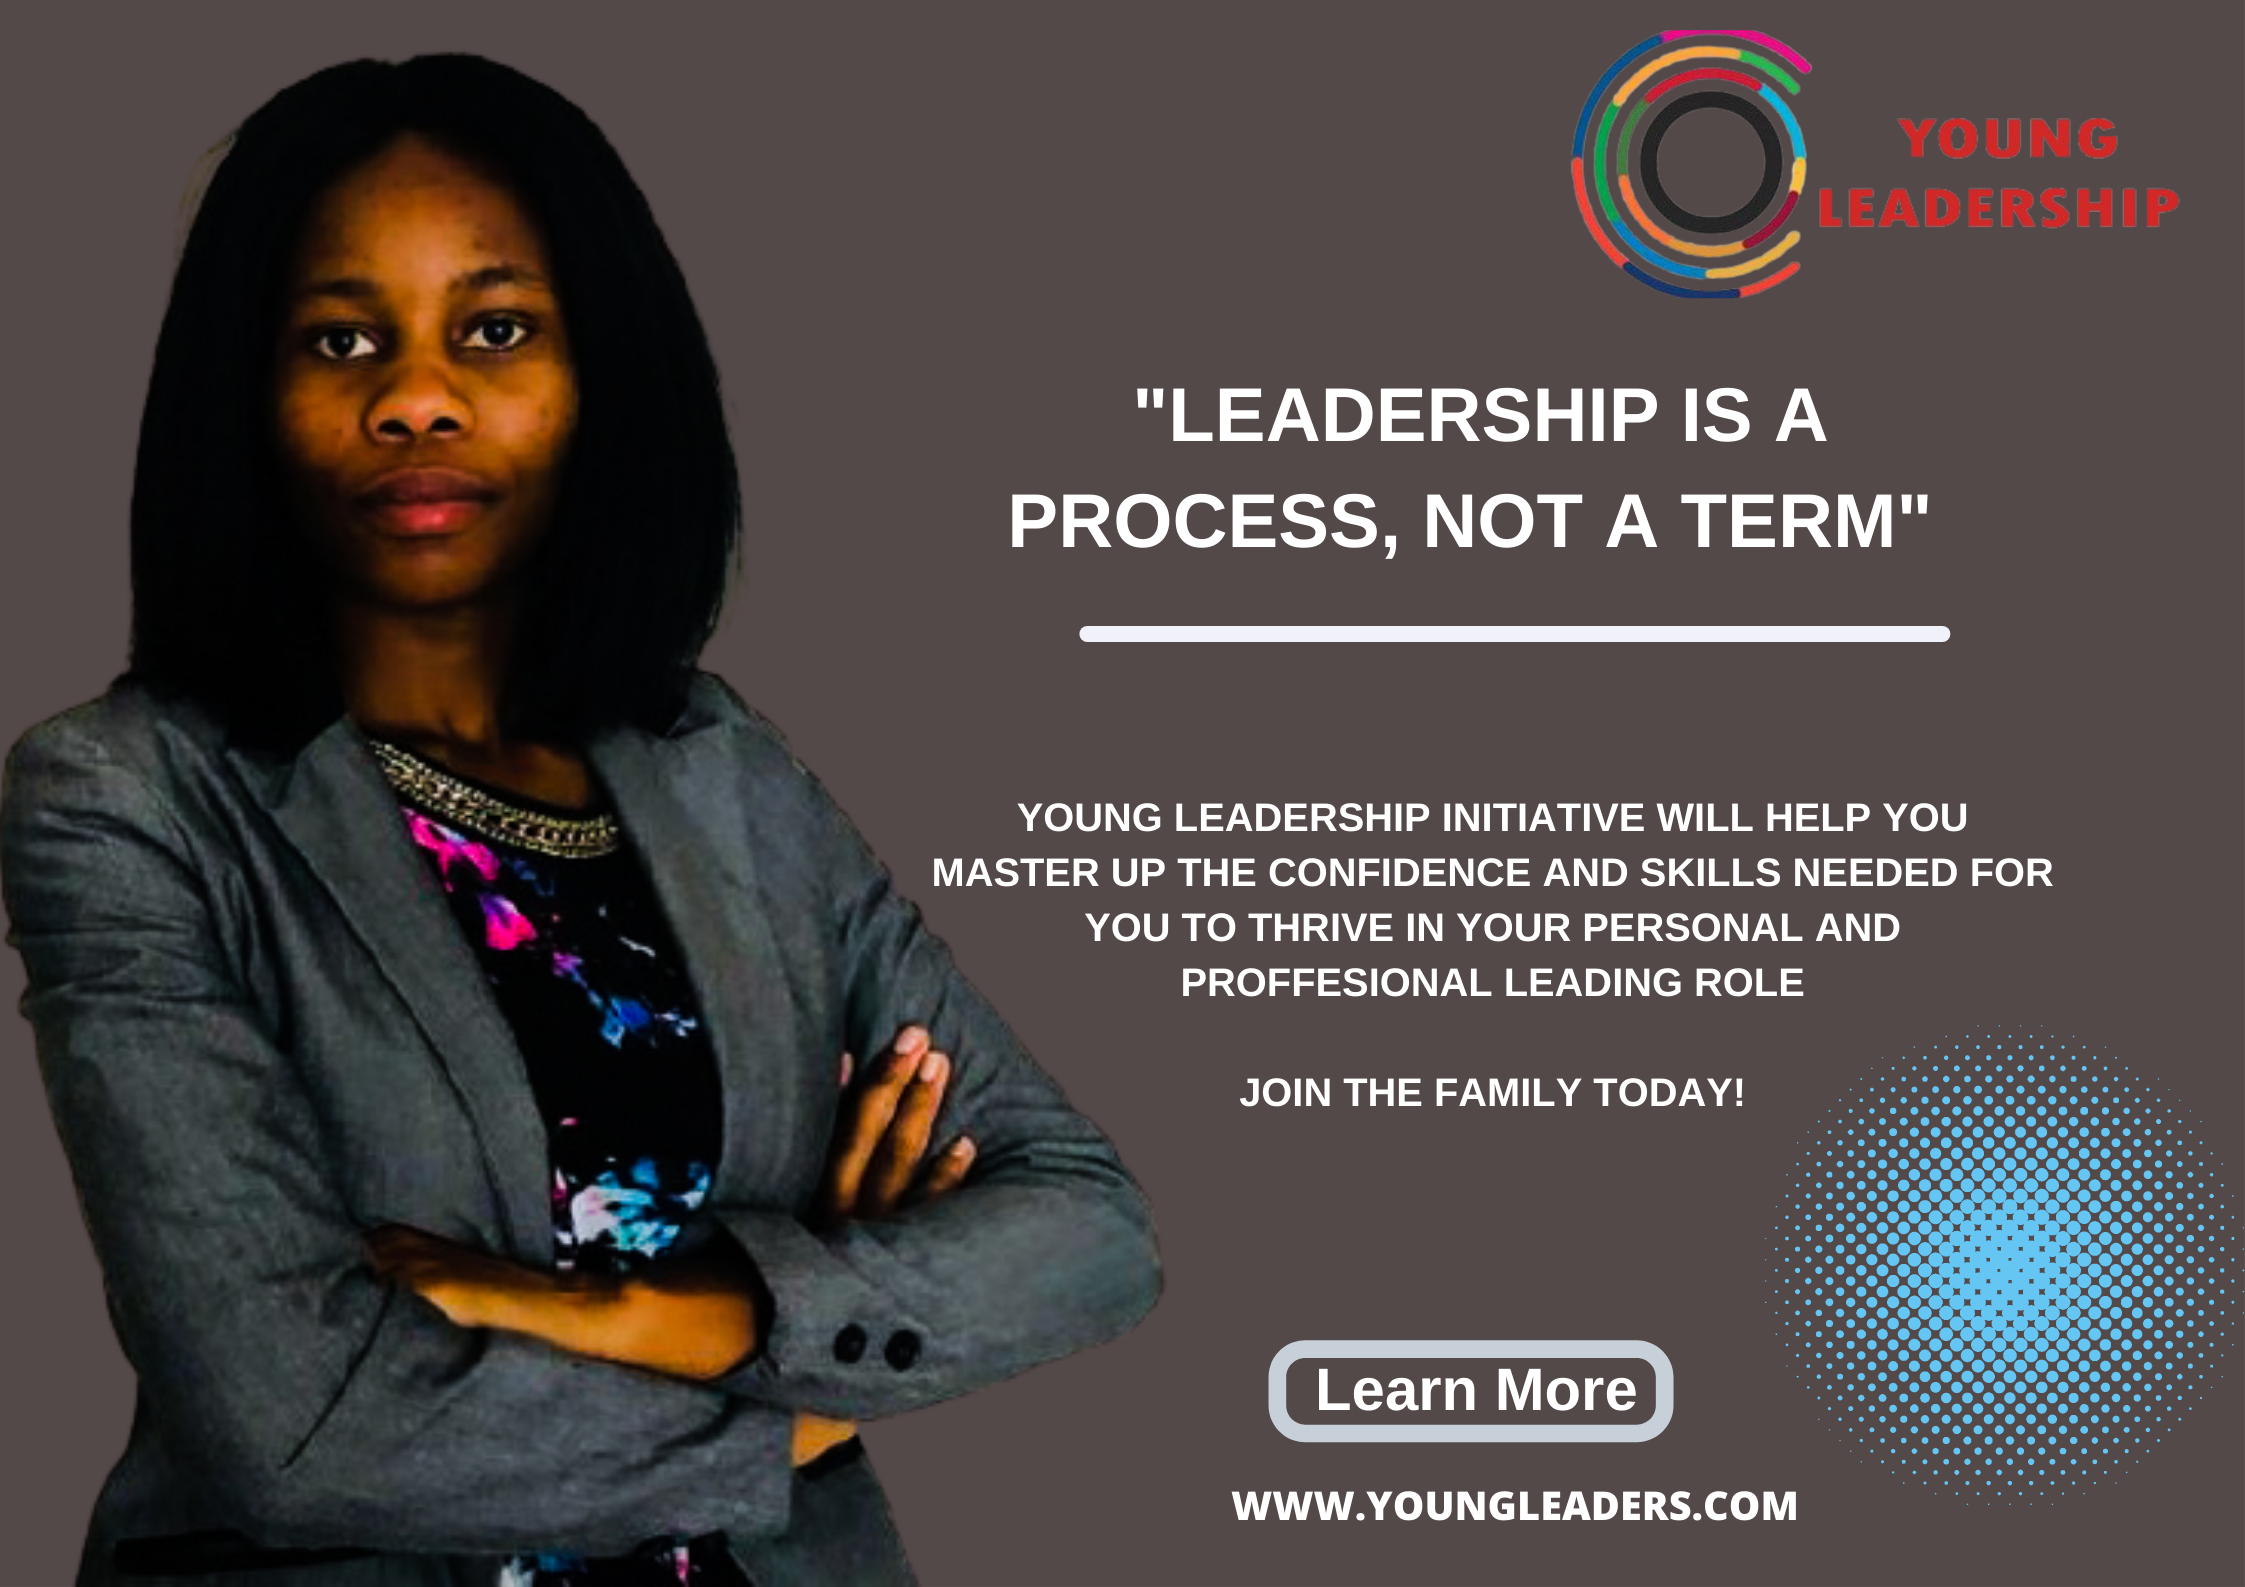 YOUNG
LEADERSHIP
"LEADERSHIP IS A
PROCESS, NOT A TERM"
YOUNG LEADERSHIP INITIATIVE WILL HELP YOU
MASTER UP THE CONFIDENCE AND SKILLS NEEDED FOR
YOU TO THRIVE IN YOUR PERSONAL AND
PROFFESIONAL LEADING ROLE
JOIN THE FAMILY TODAY!
Learn More
WWW.YOUNGLEADERS.COM